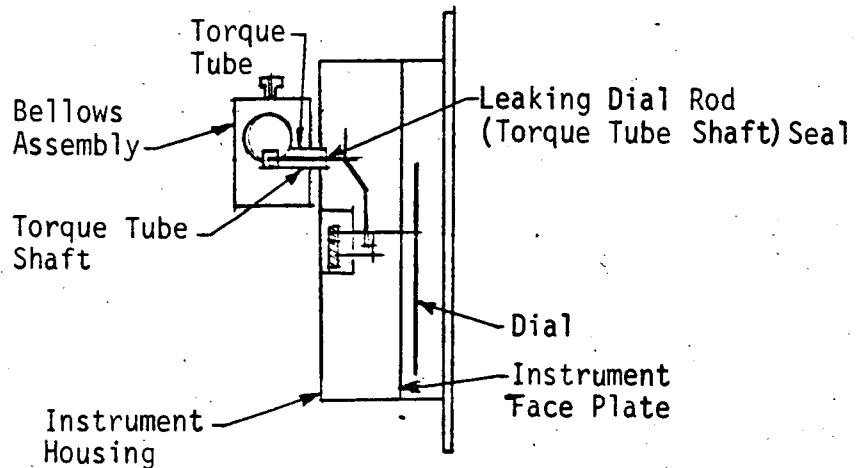 Torque
Tube
Bellows
Assembly
Leaking Dial Rod
(Torque Tube Shaft) Seal
Torque Tube
Shaft
Dial
Instrument
Face Plate
Instrument
Housing